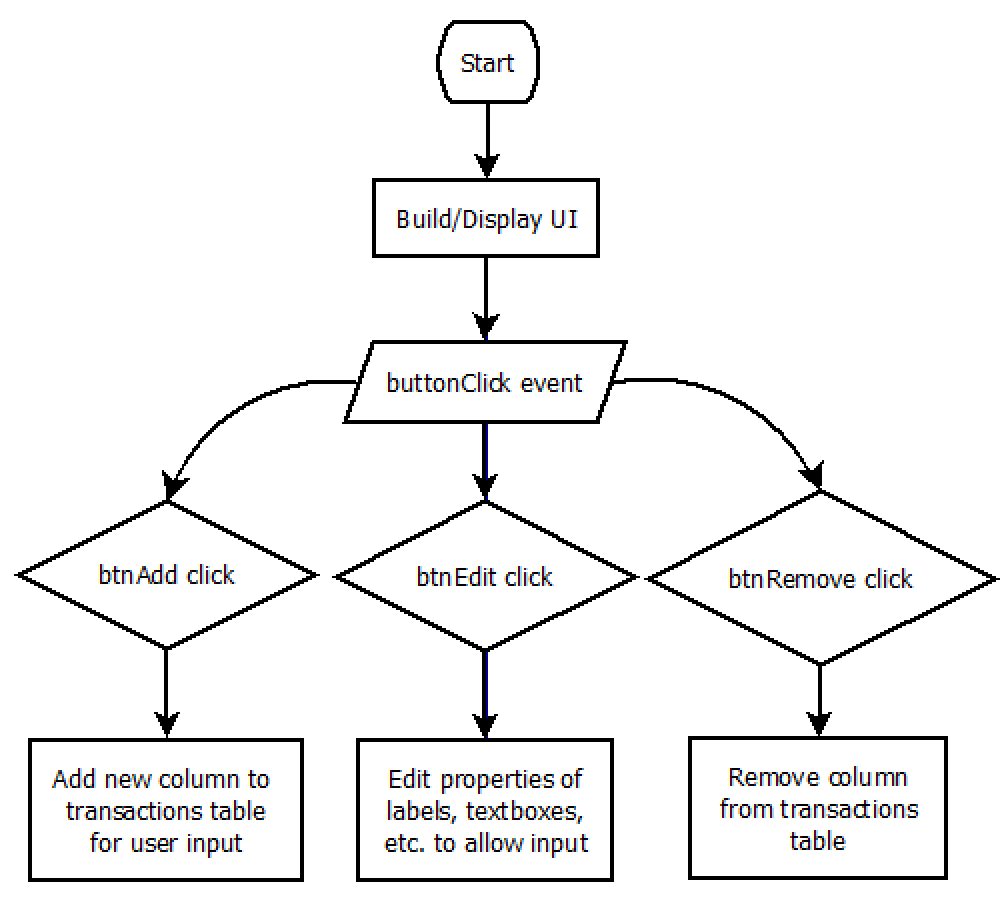 Start
Build/Display UI
buttonClick event
btnAdd click
btnEdit click
btnRemove click
Add new column to
transactions table
for user input
Edit properties of
labels, textboxes,
etc. to allow input
Remove column
from transactions
table